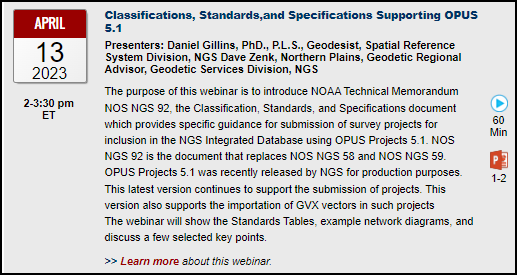 APRIL
13
2023
2-3:30 pm
ET
Classifications, Standards,and Specifications Supporting OPUS
5.1
Presenters: Daniel Gillins, PhD., P.L.S., Geodesist, Spatial Reference
System Division, NGS Dave Zenk, Northern Plains, Geodetic Regional
Advisor, Geodetic Services Division, NGS
The purpose of this webinar is to introduce NOAA Technical Memorandum
NOS NGS 92, the Classification, Standards, and Specifications document
which provides specific guidance for submission of survey projects for
inclusion in the NGS Integrated Database using OPUS Projects 5.1. NOS
NGS 92 is the document that replaces NOS NGS 58 and NOS NGS 59.
OPUS Projects 5.1 was recently released by NGS for production purposes.
This latest version continues to support the submission of projects. This
version also supports the importation of GVX vectors in such projects
The webinar will show the Standards Tables, example network diagrams, and
discuss a few selected key points.
>> Learn more about this webinar.
60
Min
P
1-2